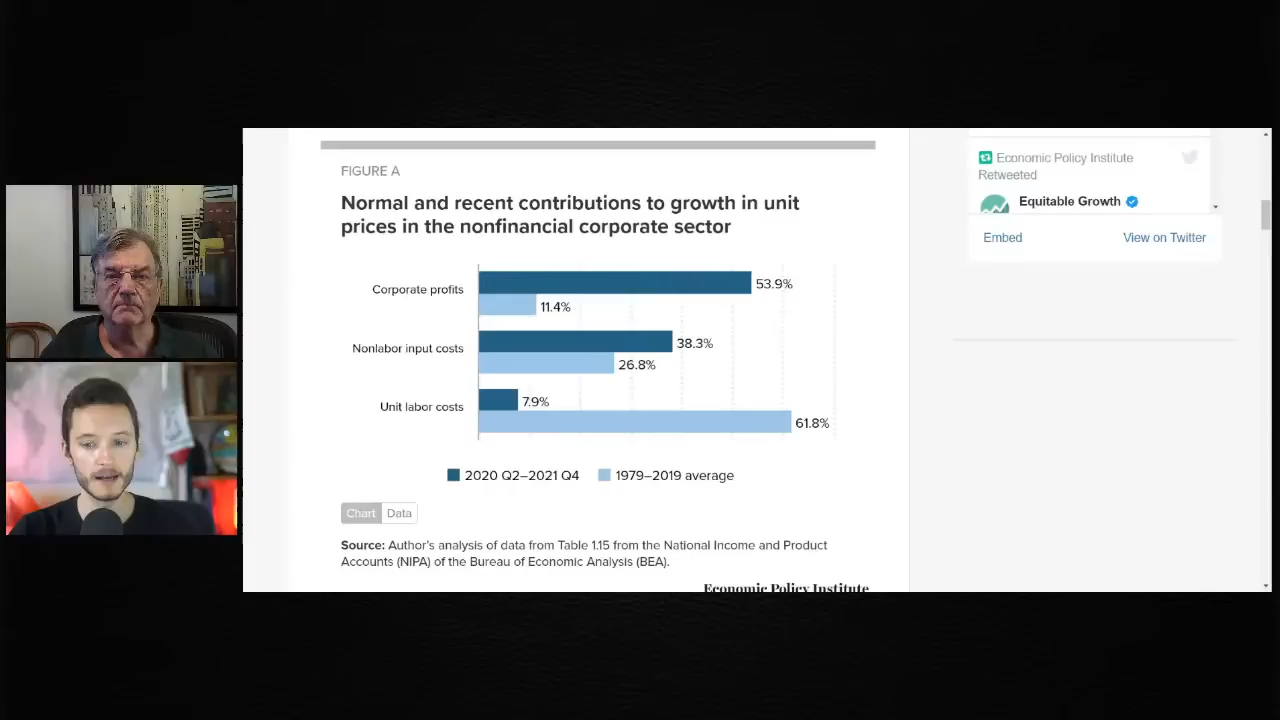 FIGURE A
Normal and recent contributions to growth in unit
prices in the nonfinancial corporate sector
Corporate profits
53.9%
11.4%
Nonlabor input costs
38.3%
26.8%
Unit labor costs
7.9%
61.8%
2020 Q2–2021 Q4
1979–2019 average
Chart
Data
Source: Author’s analysis of data from Table 1.15 from the National Income and Product
Accounts (NIPA) of the Bureau of Economic Analysis (BEA).
Economic Policy Institute
Economic Policy Institute
Retweeted
Equitable Growth
Embed
View on Twitter